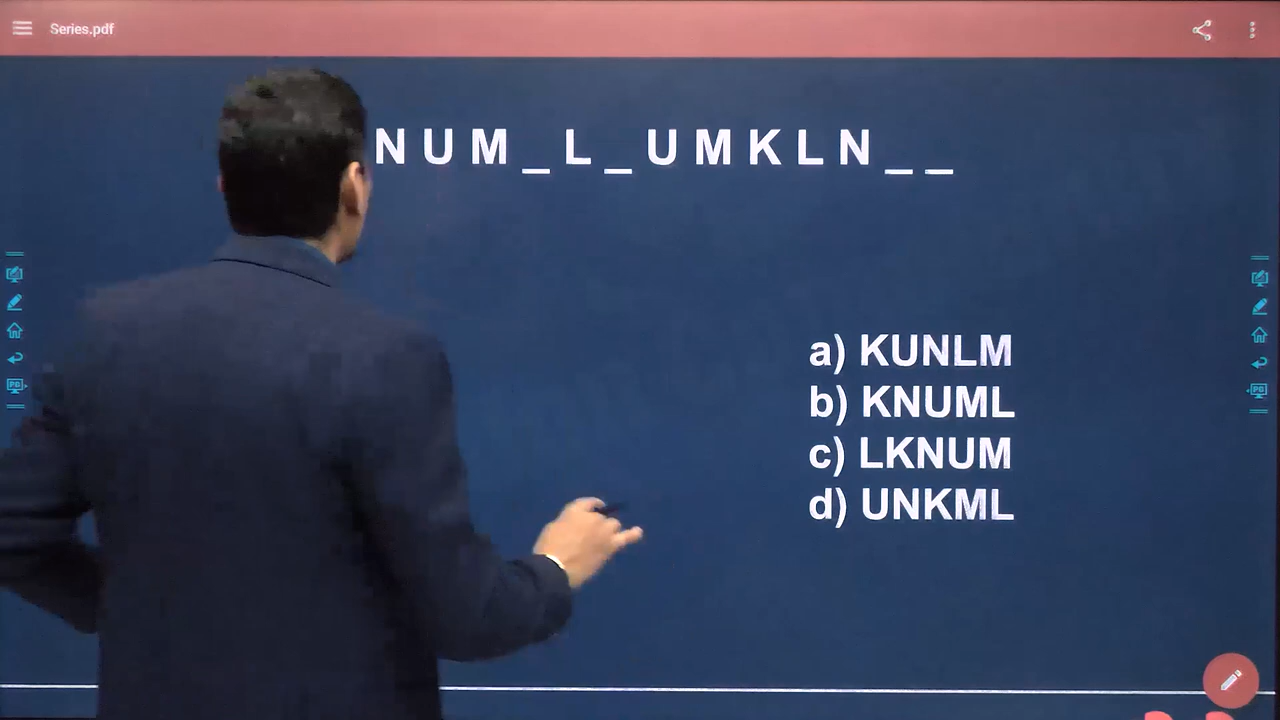 Series.pdf
N U M _ L _ U M K L N _ _
a) KUNLM
b) KNUML
c) LKNUM
d) UNKML